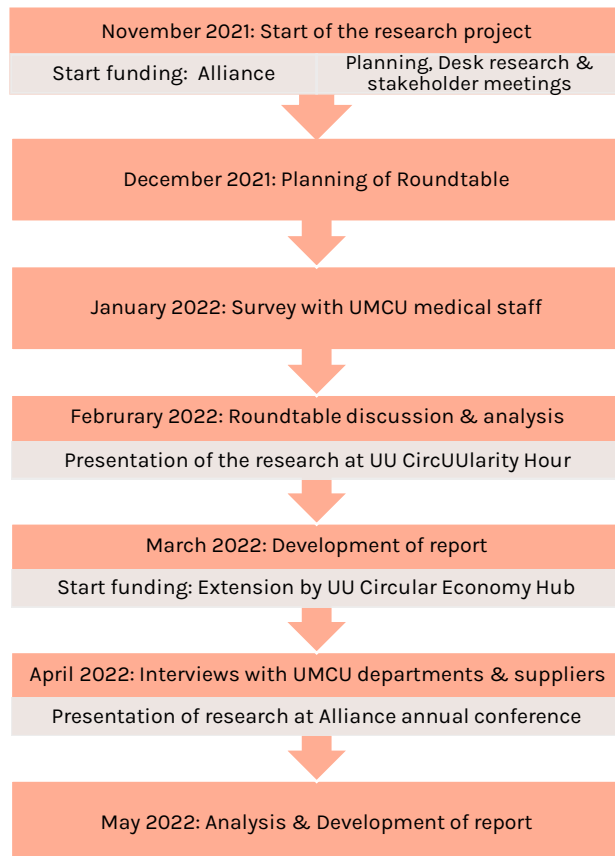 November 2021: Start of the research project
Start funding: Alliance
Planning, Desk research &
stakeholder meetings
December 2021: Planning of Roundtable
January 2022: Survey with UMCU medical staff
Februrary 2022: Roundtable discussion & analysis
Presentation of the research at UU CircUUlarity Hour
March 2022: Development of report
Start funding: Extension by UU Circular Economy Hub
April 2022: Interviews with UMCU departments & suppliers
Presentation of research at Alliance annual conference
May 2022: Analysis & Development of report